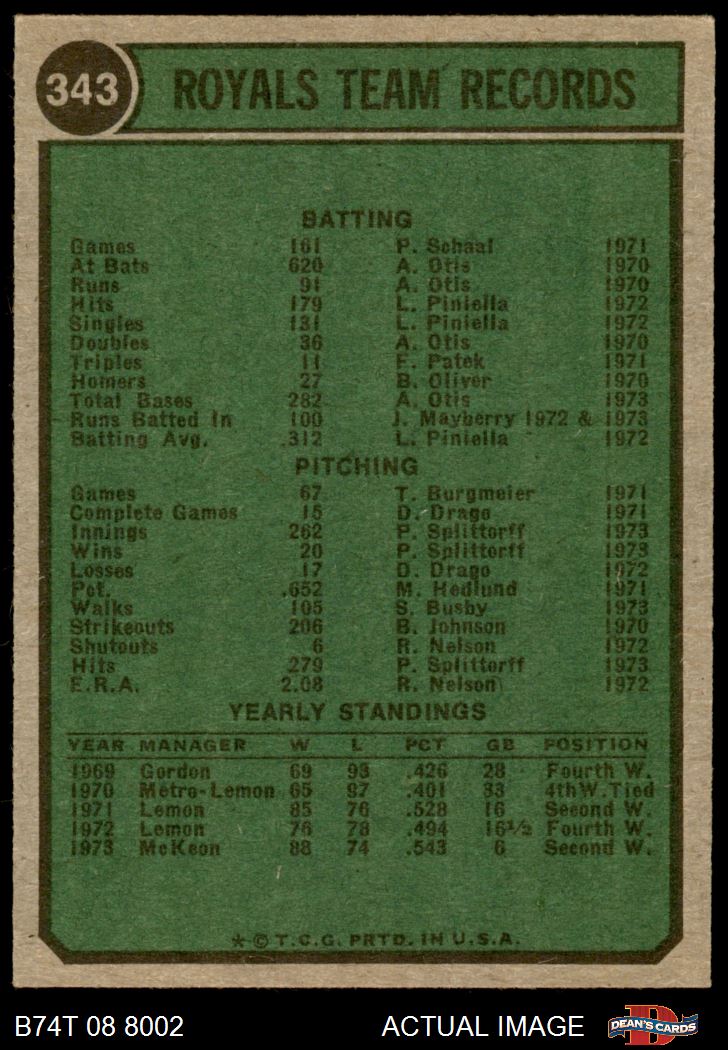 343 ROYALS TEAM RECORDS
BATTING
Games 161 P. Schaal 1971
At Bats 620 A. Otis 1970
Runs 91 A. Otis 1970
Hits 179 L. Piniella 1972
Singles 131 L. Piniella 1972
Doubles 36 A. Otis 1970
Triples 11 F. Patek 1971
Homers 27 B. Oliver 1970
Total Bases 282 A. Otis 1973
Runs Batted In 100 J. Mayberry 1972 & 1973
Batting Avg. .312 L. Piniella 1972
PITCHING
Games 67 T. Burgmeier 1971
Complete Games 15 D. Drago 1971
Innings 262 P. Splittorff 1973
Wins 20 P. Splittorff 1973
Losses 17 D. Drago 1972
Pct. .652 M. Hedlund 1971
Walks 105 S. Busby 1973
Strikeouts 206 B. Johnson 1970
Shutouts 6 R. Nelson 1972
Hits 279 P. Splittorff 1973
E.R.A. 2.08 R. Nelson 1972
YEARLY STANDINGS
YEAR MANAGER W L PCT GB POSITION
1969 Gordon 69 93 .426 28 Fourth W.
1970 Metro-Lemon 65 97 .401 33 4thW.Tied
1971 Lemon 85 76 .528 16 Second W.
1972 Lemon 76 78 .494 16½ Fourth W.
1973 McKeon 88 74 .543 6 Second W.
* © T.C.G. PRTD. IN U.S.A.
B74T 08 8002 ACTUAL IMAGE D DEAN'S CARDS